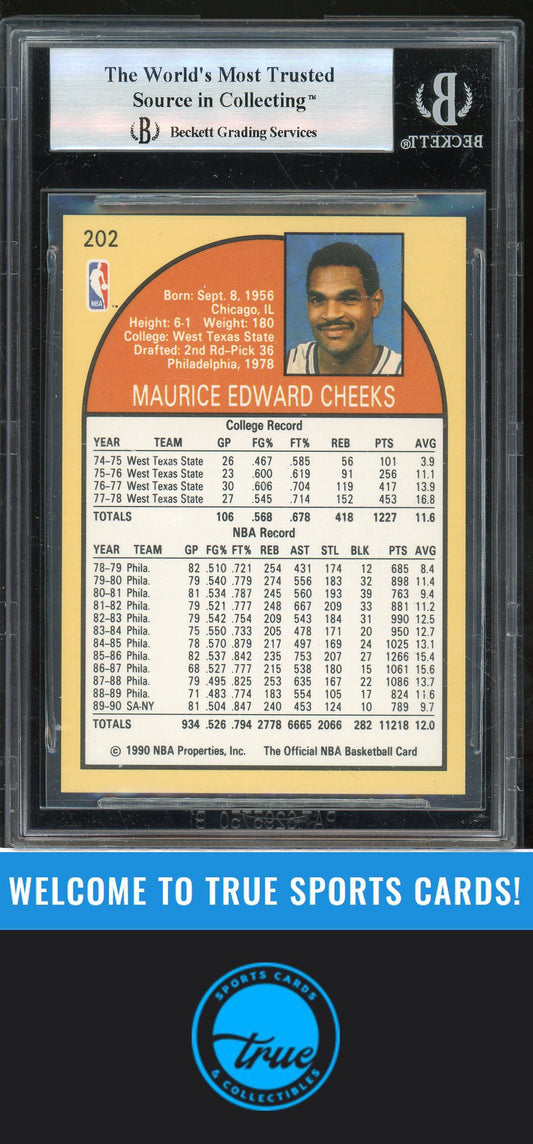 The World's Most Trusted
Source in Collecting™
B Beckett Grading Services
B
BECKETT®
202
NBA
Born: Sept. 8, 1956
Chicago, IL
Height: 6-1 Weight: 180
College: West Texas State
Drafted: 2nd Rd-Pick 36
Philadelphia, 1978
MAURICE EDWARD CHEEKS
College Record
YEAR TEAM GP FG% FT% REB PTS AVG
74-75 West Texas State 26 .467 .585 56 101 3.9
75-76 West Texas State 23 .600 .619 91 256 11.1
76-77 West Texas State 30 .606 .704 119 417 13.9
77-78 West Texas State 27 .545 .714 152 453 16.8
TOTALS 106 .568 .678 418 1227 11.6
NBA Record
YEAR TEAM GP FG% FT% REB AST STL BLK PTS AVG
78-79 Phila. 82 .510 .721 254 431 174 12 685 8.4
79-80 Phila. 79 .540 .779 274 556 183 32 898 11.4
80-81 Phila. 81 .534 .787 245 560 193 39 763 9.4
81-82 Phila. 79 .521 .777 248 667 209 33 881 11.2
82-83 Phila. 79 .542 .754 209 543 184 31 990 12.5
83-84 Phila. 75 .550 .733 205 478 171 20 950 12.7
84-85 Phila. 78 .570 .879 217 497 169 24 1025 13.1
85-86 Phila. 82 .537 .842 235 753 207 27 1266 15.4
86-87 Phila. 68 .527 .777 215 538 180 15 1061 15.6
87-88 Phila. 79 .495 .825 253 635 167 22 1086 13.7
88-89 Phila. 71 .483 .774 183 554 105 17 824 11.6
89-90 SA-NY 81 .504 .847 240 453 124 10 789 9.7
TOTALS 934 .526 .794 2778 6665 2066 282 11218 12.0
© 1990 NBA Properties, Inc. The Official NBA Basketball Card
WELCOME TO TRUE SPORTS CARDS!
SPORTS CARDS
true
& COLLECTIBLES